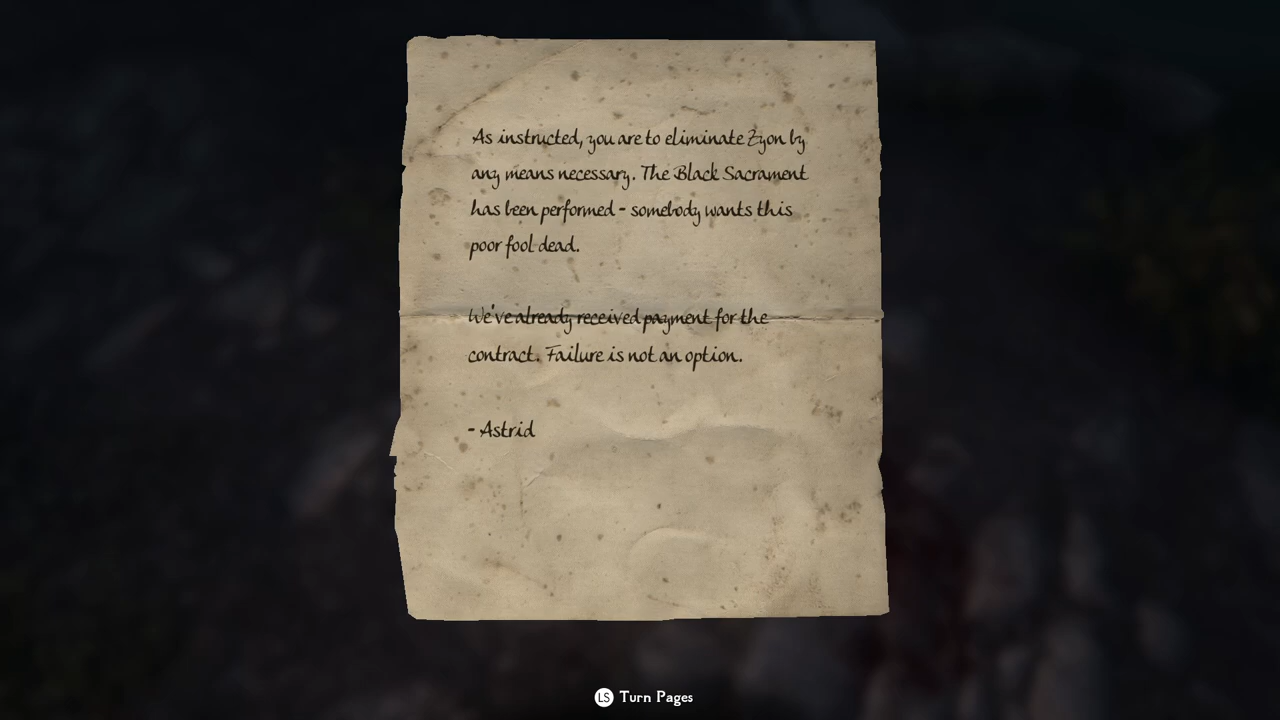 As instructed, you are to eliminate Zyon by
any means necessary. The Black Sacrament
has been performed - somebody wants this
poor fool dead.
We've already received payment for the
contract. Failure is not an option.
- Astrid
LS Turn Pages